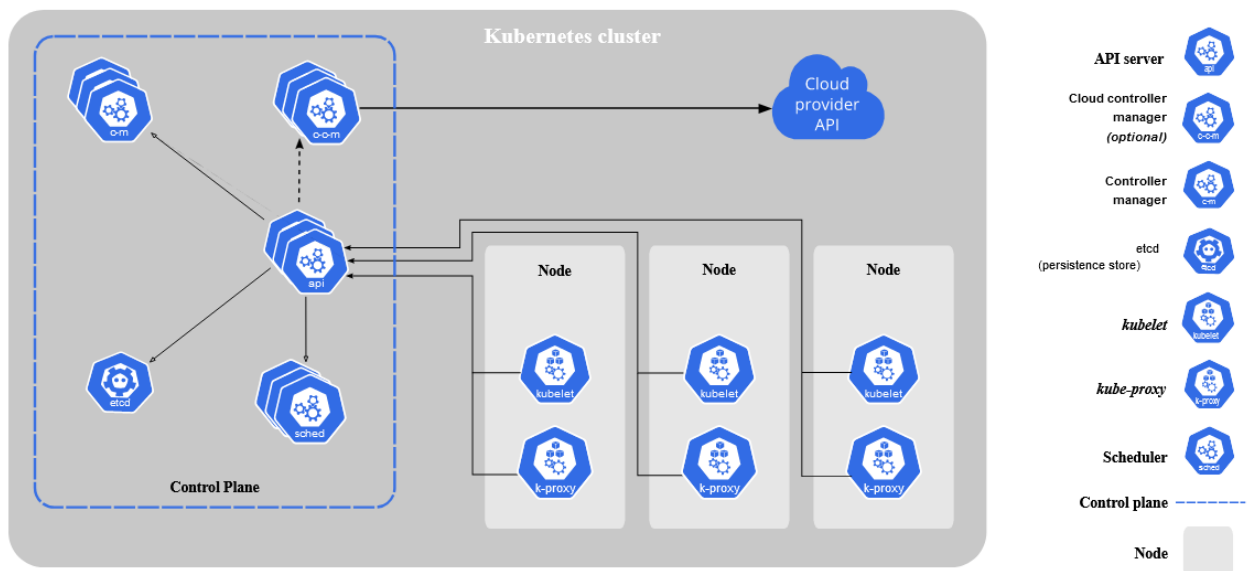 Kubernetes cluster
c-m
c-c-m
Cloud
provider
API
api
etcd
sched
Control Plane
Node
kubelet
k-proxy
Node
kubelet
k-proxy
Node
kubelet
k-proxy
API server
api
Cloud controller
manager
(optional)
c-c-m
Controller
manager
c-m
etcd
(persistence store)
etcd
kubelet
kubelet
kube-proxy
k-proxy
Scheduler
sched
Control plane
Node